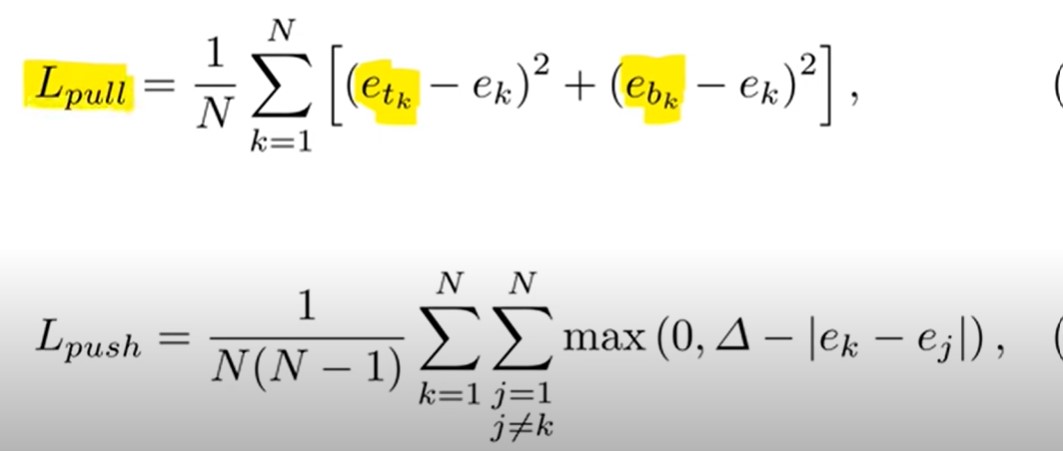 L_{pull} = \frac{1}{N} \sum_{k=1}^{N} \left[ (e_{t_k} - e_k)^2 + (e_{b_k} - e_k)^2 \right], (
L_{push} = \frac{1}{N(N-1)} \sum_{k=1}^{N} \sum_{\substack{j=1 \\ j \neq k}}^{N} \max (0, \Delta - |e_k - e_j|), (